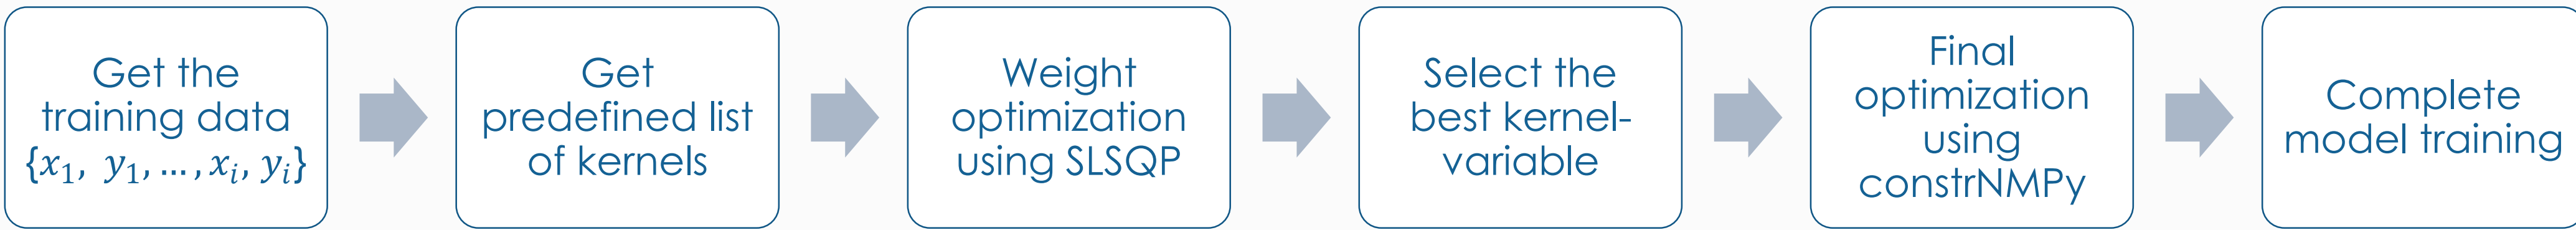 Get the
training data
{x₁, y₁, ... , xᵢ, yᵢ}
Get
predefined list
of kernels
Weight
optimization
using SLSQP
Select the
best kernel-
variable
Final
optimization
using
constrNMPy
Complete
model training